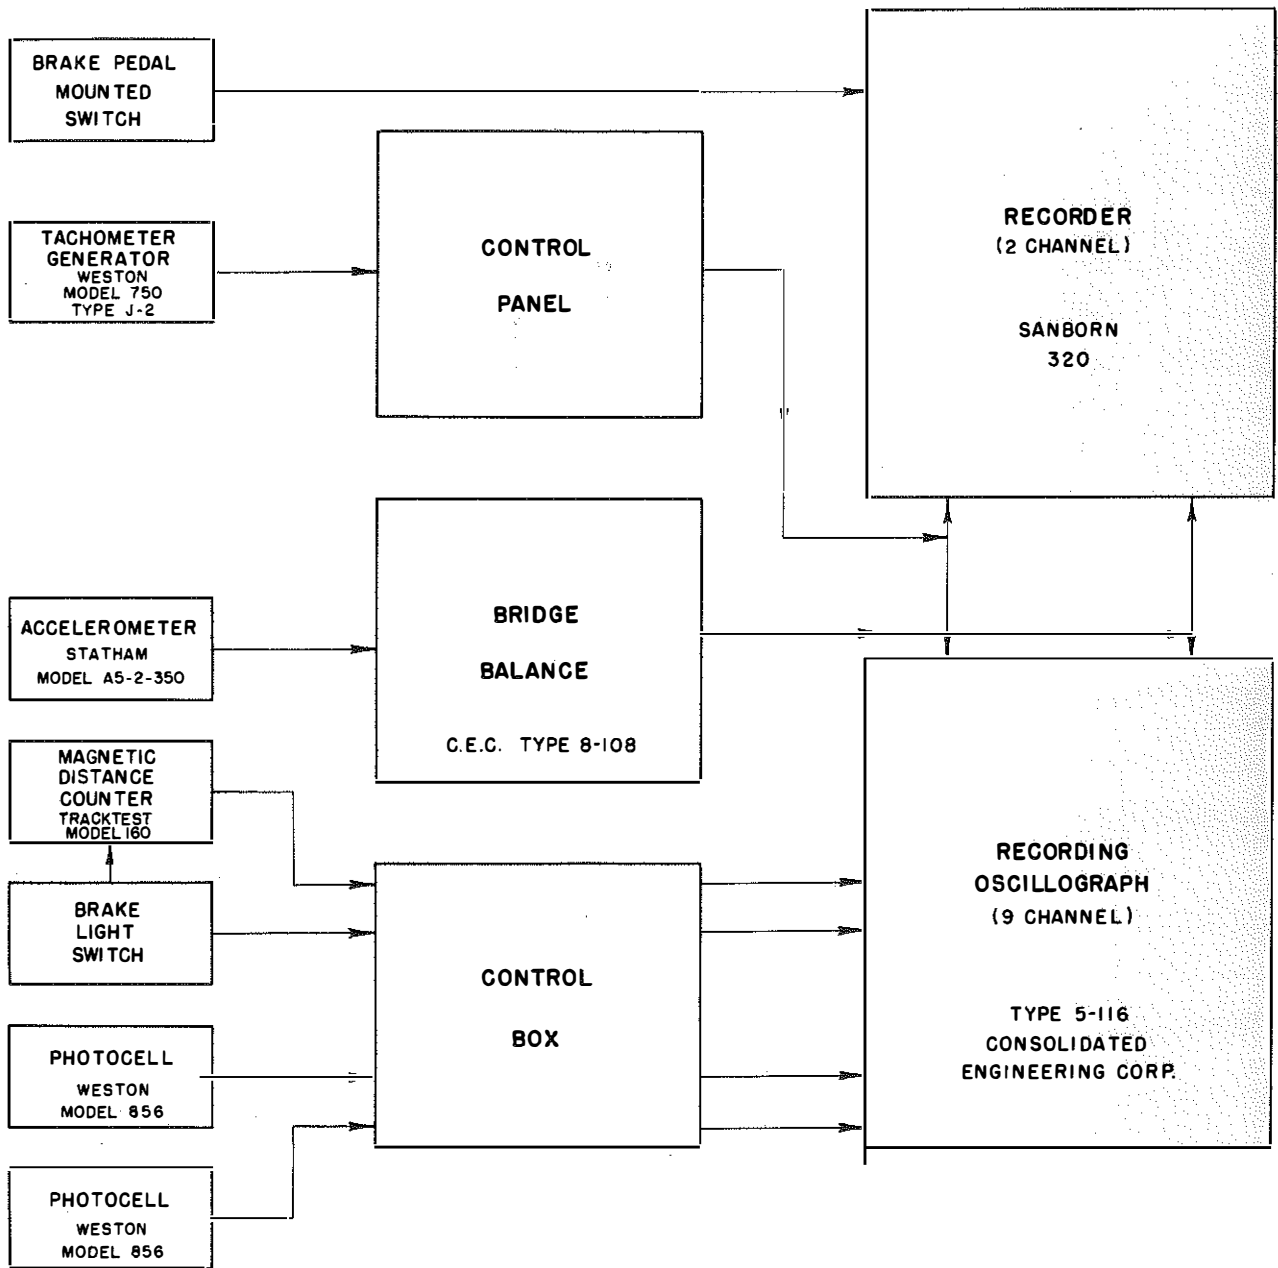 BRAKE PEDAL
MOUNTED
SWITCH
TACHOMETER
GENERATOR
WESTON
MODEL 750
TYPE J-2
CONTROL
PANEL
RECORDER
(2 CHANNEL)
SANBORN
320
ACCELEROMETER
STATHAM
MODEL A5-2-350
BRIDGE
BALANCE
C.E.C. TYPE 8-108
MAGNETIC
DISTANCE
COUNTER
TRACKTEST
MODEL 160
BRAKE
LIGHT
SWITCH
CONTROL
BOX
RECORDING
OSCILLOGRAPH
(9 CHANNEL)
TYPE 5-116
CONSOLIDATED
ENGINEERING CORP.
PHOTOCELL
WESTON
MODEL 856
PHOTOCELL
WESTON
MODEL 856